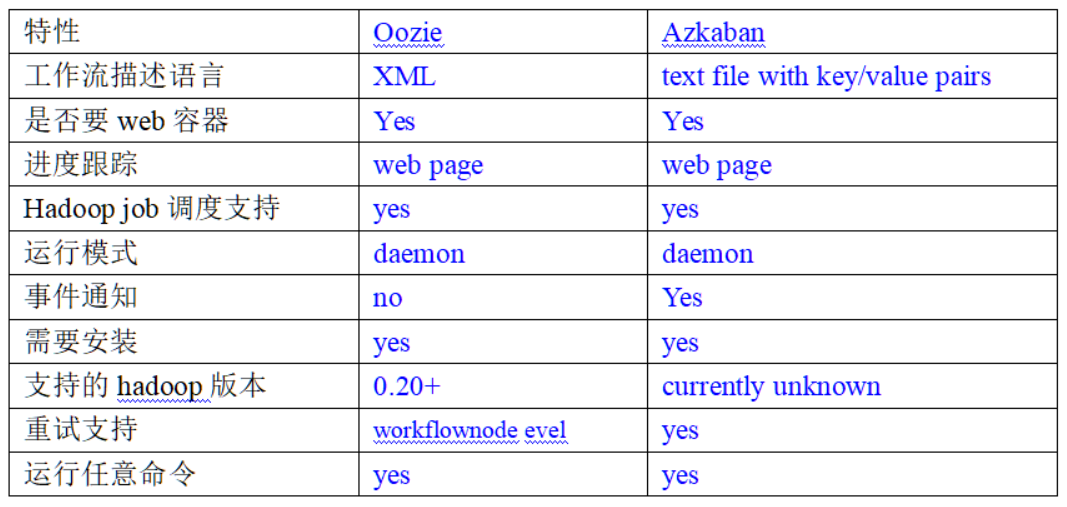 特性 Oozie Azkaban
工作流描述语言 XML text file with key/value pairs
是否要 web 容器 Yes Yes
进度跟踪 web page web page
Hadoop job 调度支持 yes yes
运行模式 daemon daemon
事件通知 no Yes
需要安装 yes yes
支持的 hadoop 版本 0.20+ currently unknown
重试支持 workflownode evel yes
运行任意命令 yes yes